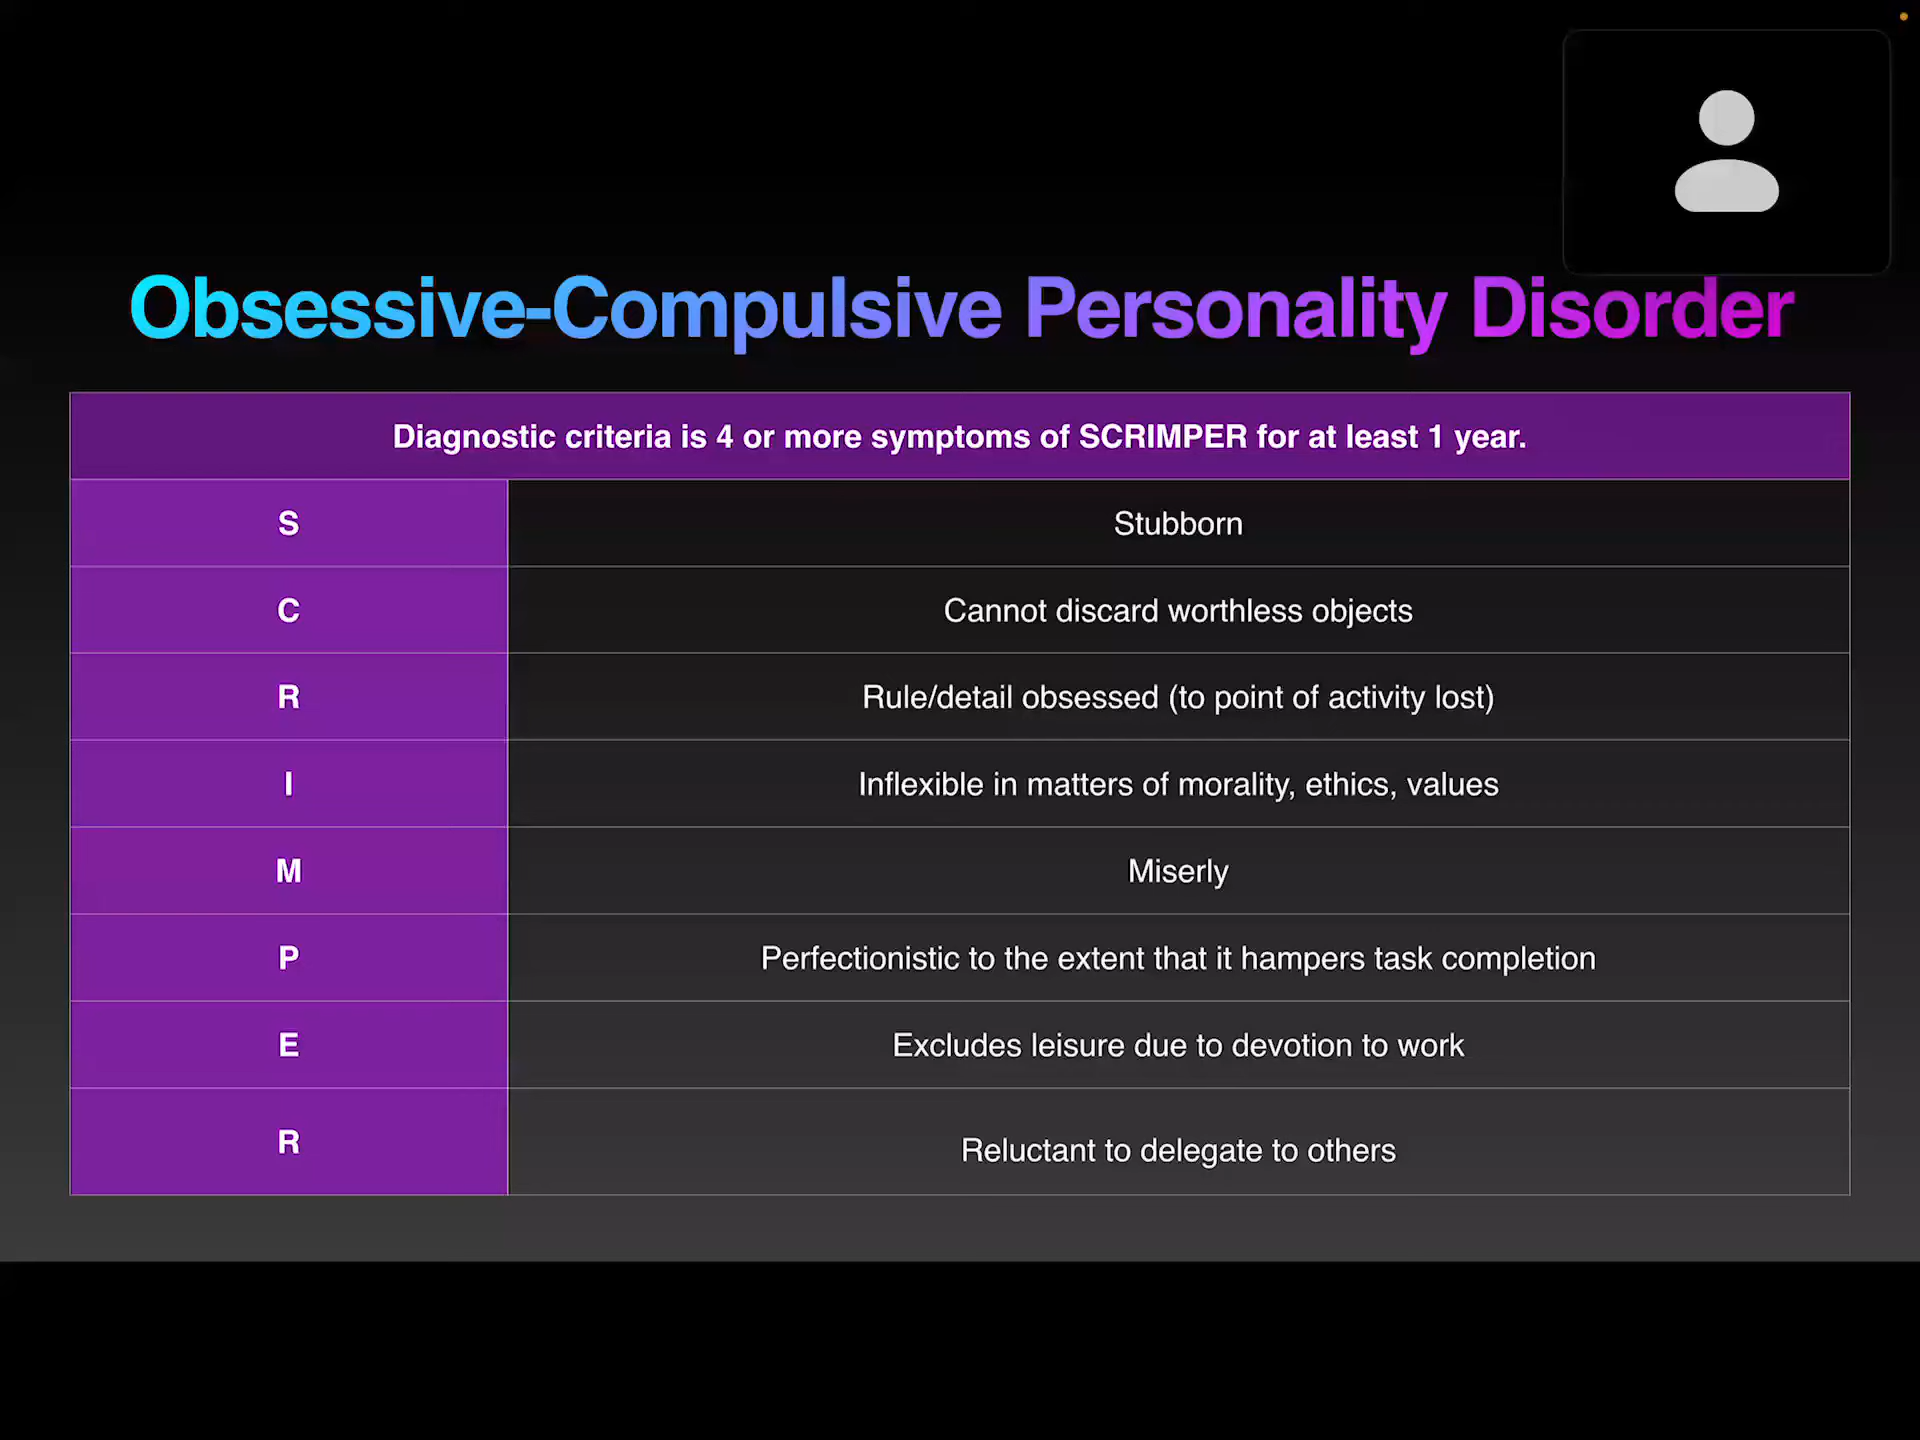 Obsessive-Compulsive Personality Disorder
Diagnostic criteria is 4 or more symptoms of SCRIMPER for at least 1 year.
S Stubborn
C Cannot discard worthless objects
R Rule/detail obsessed (to point of activity lost)
I Inflexible in matters of morality, ethics, values
M Miserly
P Perfectionistic to the extent that it hampers task completion
E Excludes leisure due to devotion to work
R Reluctant to delegate to others